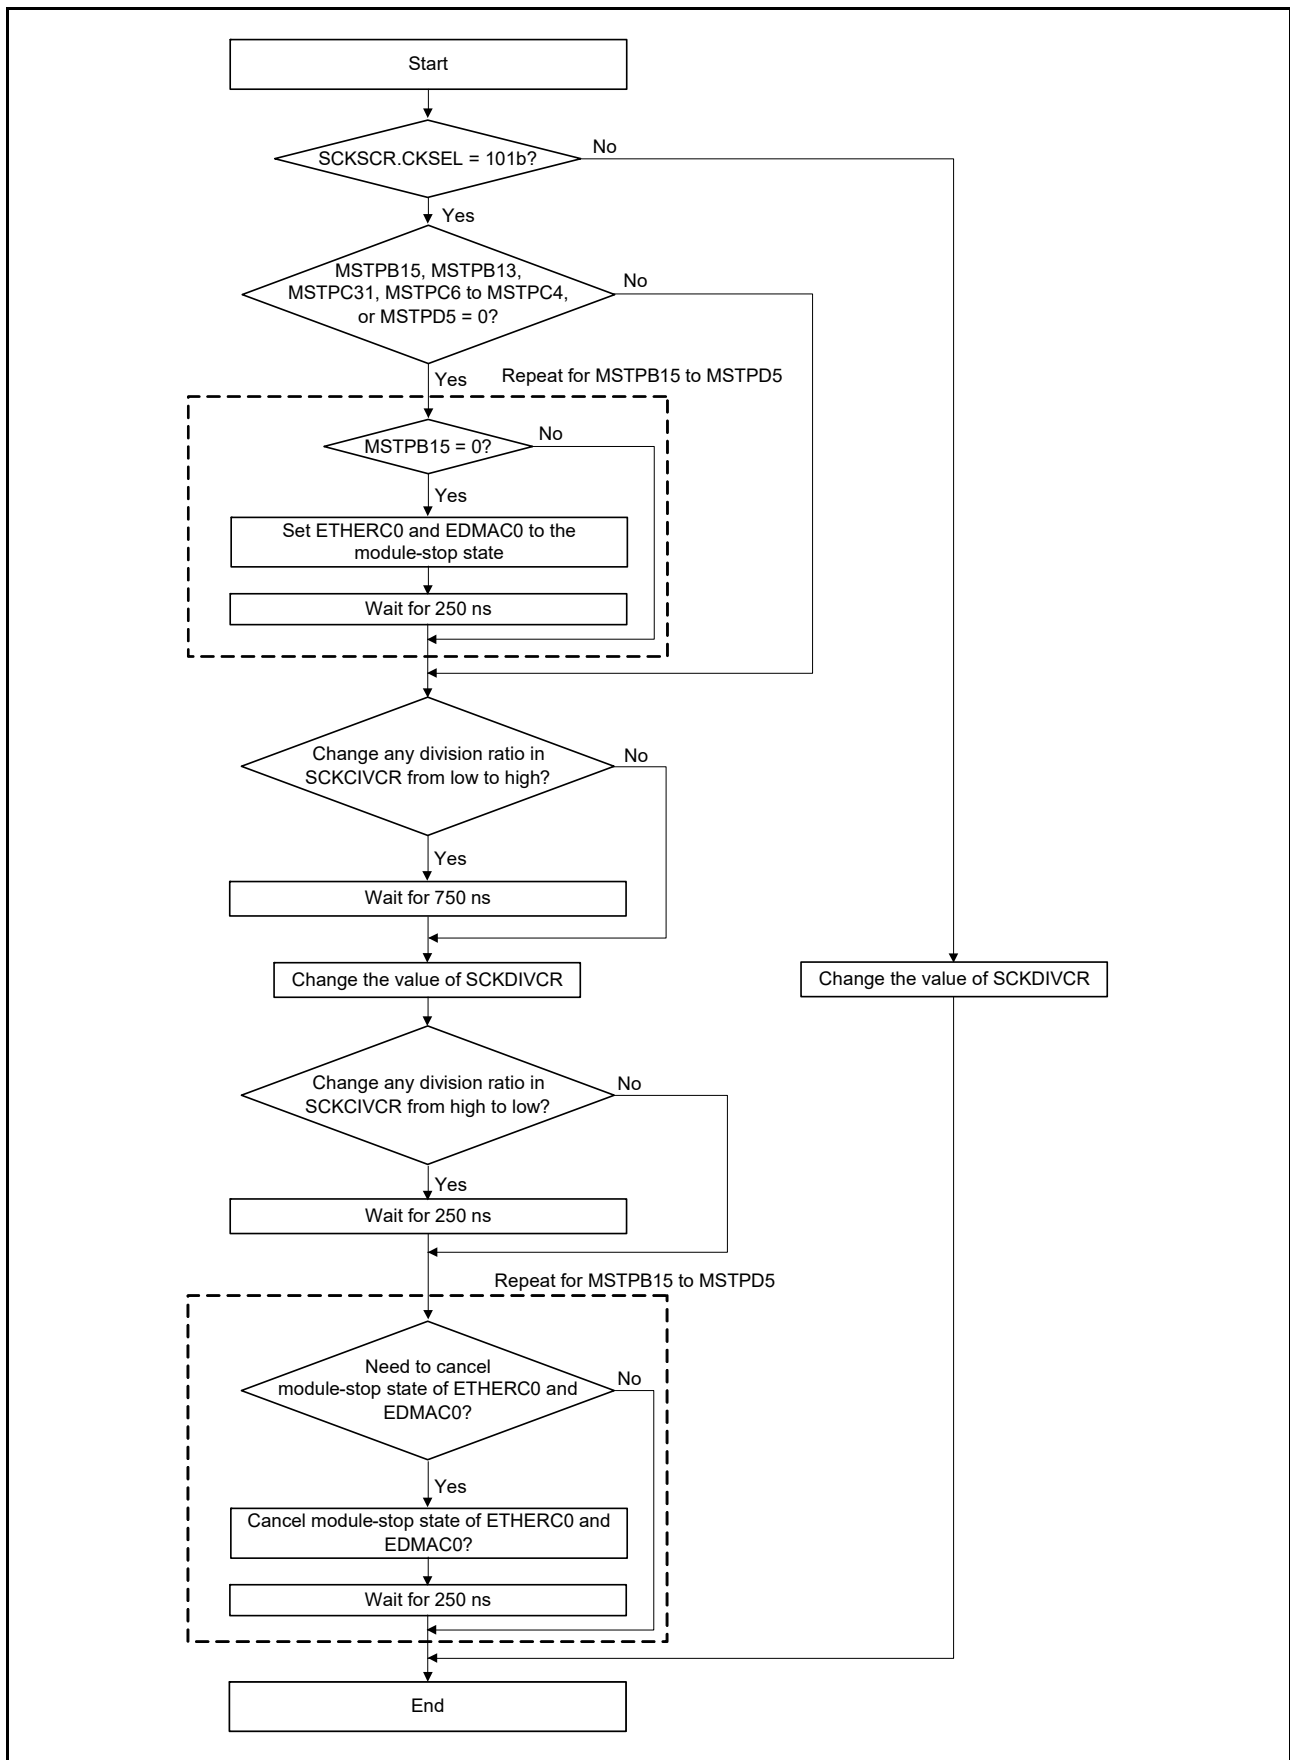 Start
SCKSCR.CKSEL = 101b?
No
Yes
MSTPB15, MSTPB13,
MSTPC31, MSTPC6 to MSTPC4,
or MSTPD5 = 0?
No
Yes
Repeat for MSTPB15 to MSTPD5
MSTPB15 = 0?
No
Yes
Set ETHERC0 and EDMAC0 to the
module-stop state
Wait for 250 ns
Change any division ratio in
SCKCIVCR from low to high?
No
Yes
Wait for 750 ns
Change the value of SCKDIVCR
Change the value of SCKDIVCR
Change any division ratio in
SCKCIVCR from high to low?
No
Yes
Wait for 250 ns
Repeat for MSTPB15 to MSTPD5
Need to cancel
module-stop state of ETHERC0 and
EDMAC0?
No
Yes
Cancel module-stop state of ETHERC0 and
EDMAC0?
Wait for 250 ns
End